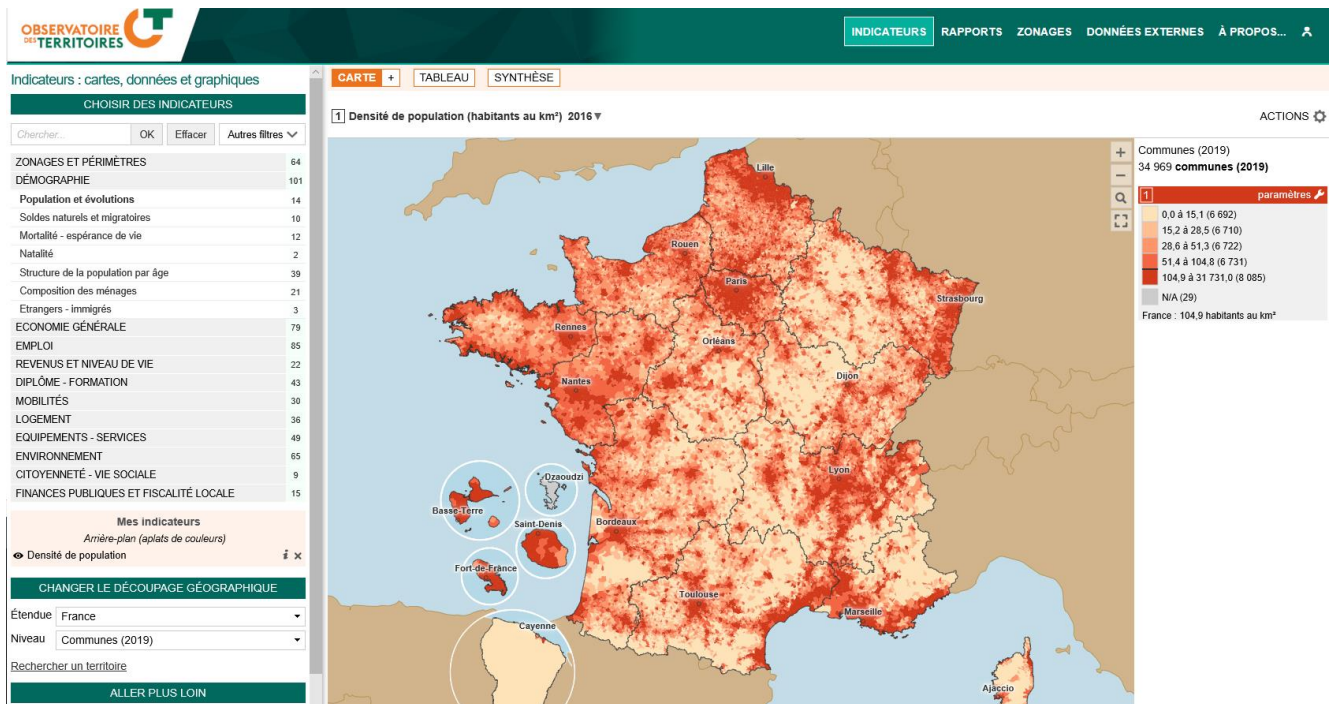 OBSERVATOIRE
DES TERRITOIRES
INDICATEURS RAPPORTS ZONAGES DONNÉES EXTERNES À PROPOS...
Indicateurs : cartes, données et graphiques
CHOISIR DES INDICATEURS
Chercher... OK Effacer Autres filtres
ZONAGES ET PÉRIMÈTRES 64
DÉMOGRAPHIE 101
Population et évolutions 14
Soldes naturels et migratoires 10
Mortalité - espérance de vie 12
Natalité 2
Structure de la population par âge 39
Composition des ménages 21
Etrangers - immigrés 3
ECONOMIE GÉNÉRALE 79
EMPLOI 85
REVENUS ET NIVEAU DE VIE 22
DIPLÔME - FORMATION 43
MOBILITÉS 30
LOGEMENT 36
EQUIPEMENTS - SERVICES 49
ENVIRONNEMENT 65
CITOYENNETÉ - VIE SOCIALE 9
FINANCES PUBLIQUES ET FISCALITÉ LOCALE 15
Mes indicateurs
Arrière-plan (aplats de couleurs)
Densité de population i ×
CHANGER LE DÉCOUPAGE GÉOGRAPHIQUE
Étendue France
Niveau Communes (2019)
Rechercher un territoire
ALLER PLUS LOIN
CARTE + TABLEAU SYNTHÈSE
1 Densité de population (habitants au km²) 2016
ACTIONS
Lille
Rouen
Paris
Strasbourg
Rennes
Orléans
Nantes
Dijon
Lyon
Dzaoudzi
Basse-Terre
Saint-Denis
Bordeaux
Fort-de-France
Toulouse
Marseille
Cayenne
Ajaccio
+
−
Communes (2019)
34 969 communes (2019)
1 paramètres
0,0 à 15,1 (6 692)
15,2 à 28,5 (6 710)
28,6 à 51,3 (6 722)
51,4 à 104,8 (6 731)
104,9 à 31 731,0 (8 085)
N/A (29)
France : 104,9 habitants au km²